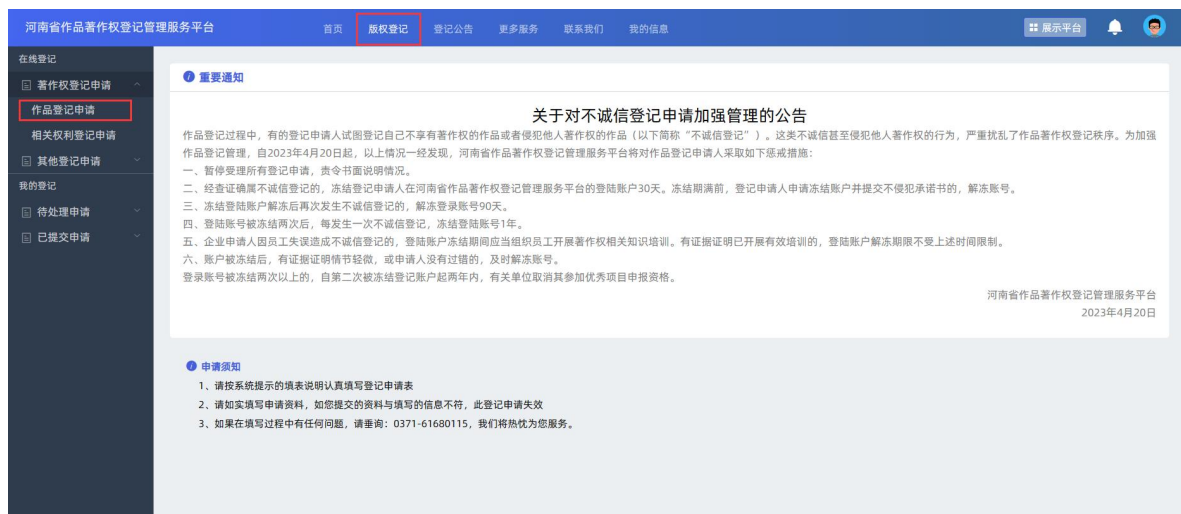 河南省作品著作权登记管理服务平台
首页 版权登记 登记公告 更多服务 联系我们 我的信息
展示平台
在线登记
著作权登记申请
作品登记申请
相关权利登记申请
其他登记申请
我的登记
待处理申请
已提交申请
重要通知
关于对不诚信登记申请加强管理的公告
作品登记过程中，有的登记申请人试图登记自己不享有著作权的作品或者侵犯他人著作权的作品（以下简称“不诚信登记”）。这类不诚信甚至侵犯他人著作权的行为，严重扰乱了作品著作权登记秩序。为加强
作品登记管理，自2023年4月20日起，以上情况一经发现，河南省作品著作权登记管理服务平台将对作品登记申请人采取如下惩戒措施：
一、暂停受理所有登记申请，责令书面说明情况。
二、经查证确属不诚信登记的，冻结登记申请人在河南省作品著作权登记管理服务平台的登陆账户30天。冻结期满前，登记申请人申请冻结账户并提交不侵犯承诺书的，解冻账号。
三、冻结登陆账户解冻后再次发生不诚信登记的，解冻登录账号90天。
四、登陆账号被冻结两次后，每发生一次不诚信登记，冻结登陆账号1年。
五、企业申请人因员工失误造成不诚信登记的，登陆账户冻结期间应当组织员工开展著作权相关知识培训。有证据证明已开展有效培训的，登陆账户解冻期限不受上述时间限制。
六、账户被冻结后，有证据证明情节轻微，或申请人没有过错的，及时解冻账号。
登录账号被冻结两次以上的，自第二次被冻结登记账户起两年内，有关单位取消其参加优秀项目申报资格。
河南省作品著作权登记管理服务平台
2023年4月20日
申请须知
1、请按系统提示的填表说明认真填写登记申请表
2、请如实填写申请资料，如您提交的资料与填写的信息不符，此登记申请失效
3、如果在填写过程中有任何问题，请垂询：0371-61680115，我们将热忱为您服务。